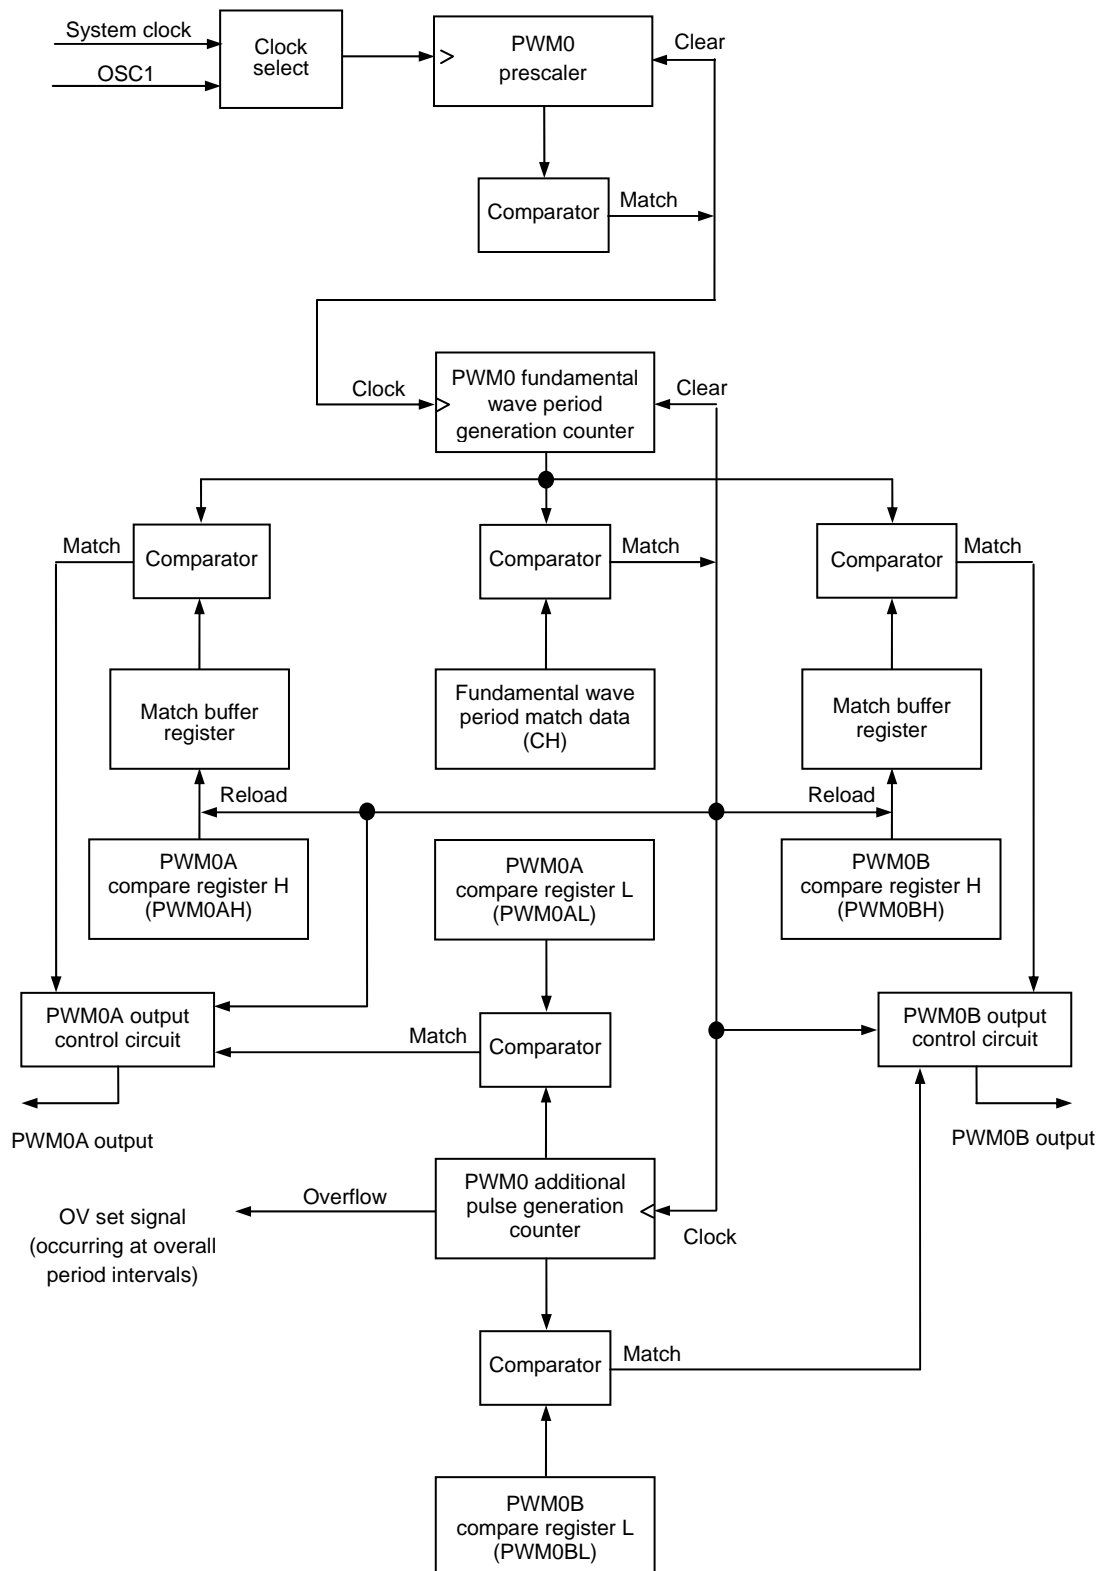 System clock
OSC1
Clock
select
PWM0
prescaler
Clear
Comparator
Match
Clock
PWM0 fundamental
wave period
generation counter
Clear
Match
Comparator
Comparator
Match
Comparator
Match
Match buffer
register
Fundamental wave
period match data
(CH)
Match buffer
register
Reload
Reload
PWM0A
compare register H
(PWM0AH)
PWM0A
compare register L
(PWM0AL)
PWM0B
compare register H
(PWM0BH)
PWM0A output
control circuit
Match
Comparator
PWM0B output
control circuit
PWM0A output
PWM0B output
Overflow
PWM0 additional
pulse generation
counter
Clock
OV set signal
(occurring at overall
period intervals)
Comparator
Match
PWM0B
compare register L
(PWM0BL)